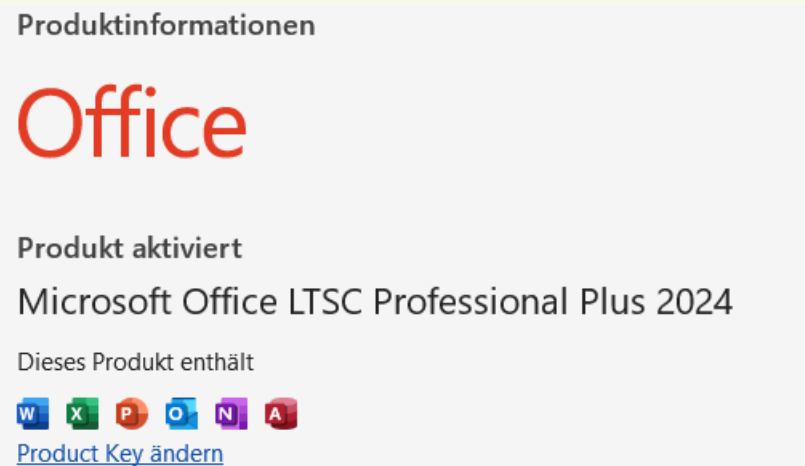 Produktinformationen
Office
Produkt aktiviert
Microsoft Office LTSC Professional Plus 2024
Dieses Produkt enthält
W X P O N A
Product Key ändern